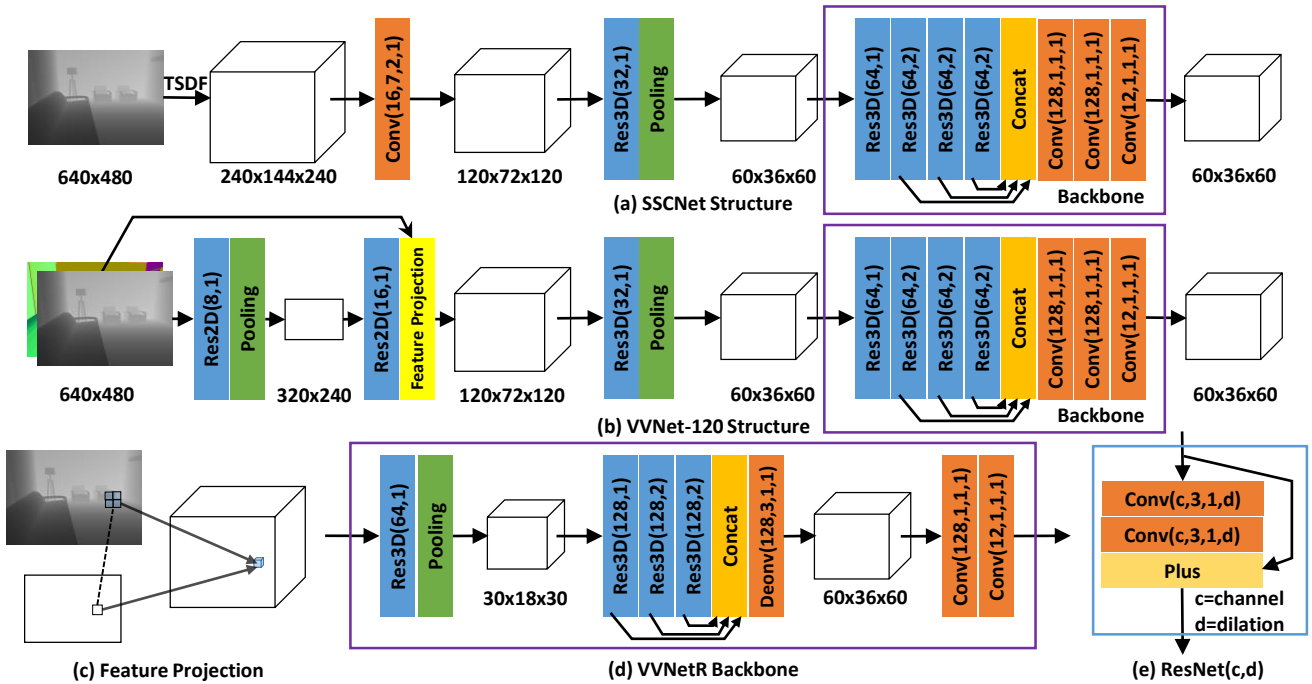 TSDF
Conv(16,7,2,1)
Res3D(32,1)
Pooling
Res3D(64,1)
Res3D(64,2)
Res3D(64,2)
Res3D(64,2)
Concat
Conv(128,1,1,1)
Conv(128,1,1,1)
Conv(12,1,1,1)
Backbone
640x480
240x144x240
120x72x120
60x36x60
60x36x60
(a) SSCNet Structure
Res2D(8,1)
Pooling
Res2D(16,1)
Feature Projection
Res3D(32,1)
Pooling
Res3D(64,1)
Res3D(64,2)
Res3D(64,2)
Res3D(64,2)
Concat
Conv(128,1,1,1)
Conv(128,1,1,1)
Conv(12,1,1,1)
Backbone
640x480
320x240
120x72x120
60x36x60
60x36x60
(b) VVNet-120 Structure
(c) Feature Projection
Res3D(64,1)
Pooling
30x18x30
Res3D(128,1)
Res3D(128,2)
Res3D(128,2)
Concat
Deonv(128,3,1,1)
60x36x60
Conv(128,1,1,1)
Conv(12,1,1,1)
(d) VVNetR Backbone
Conv(c,3,1,d)
Conv(c,3,1,d)
Plus
c=channel
d=dilation
(e) ResNet(c,d)